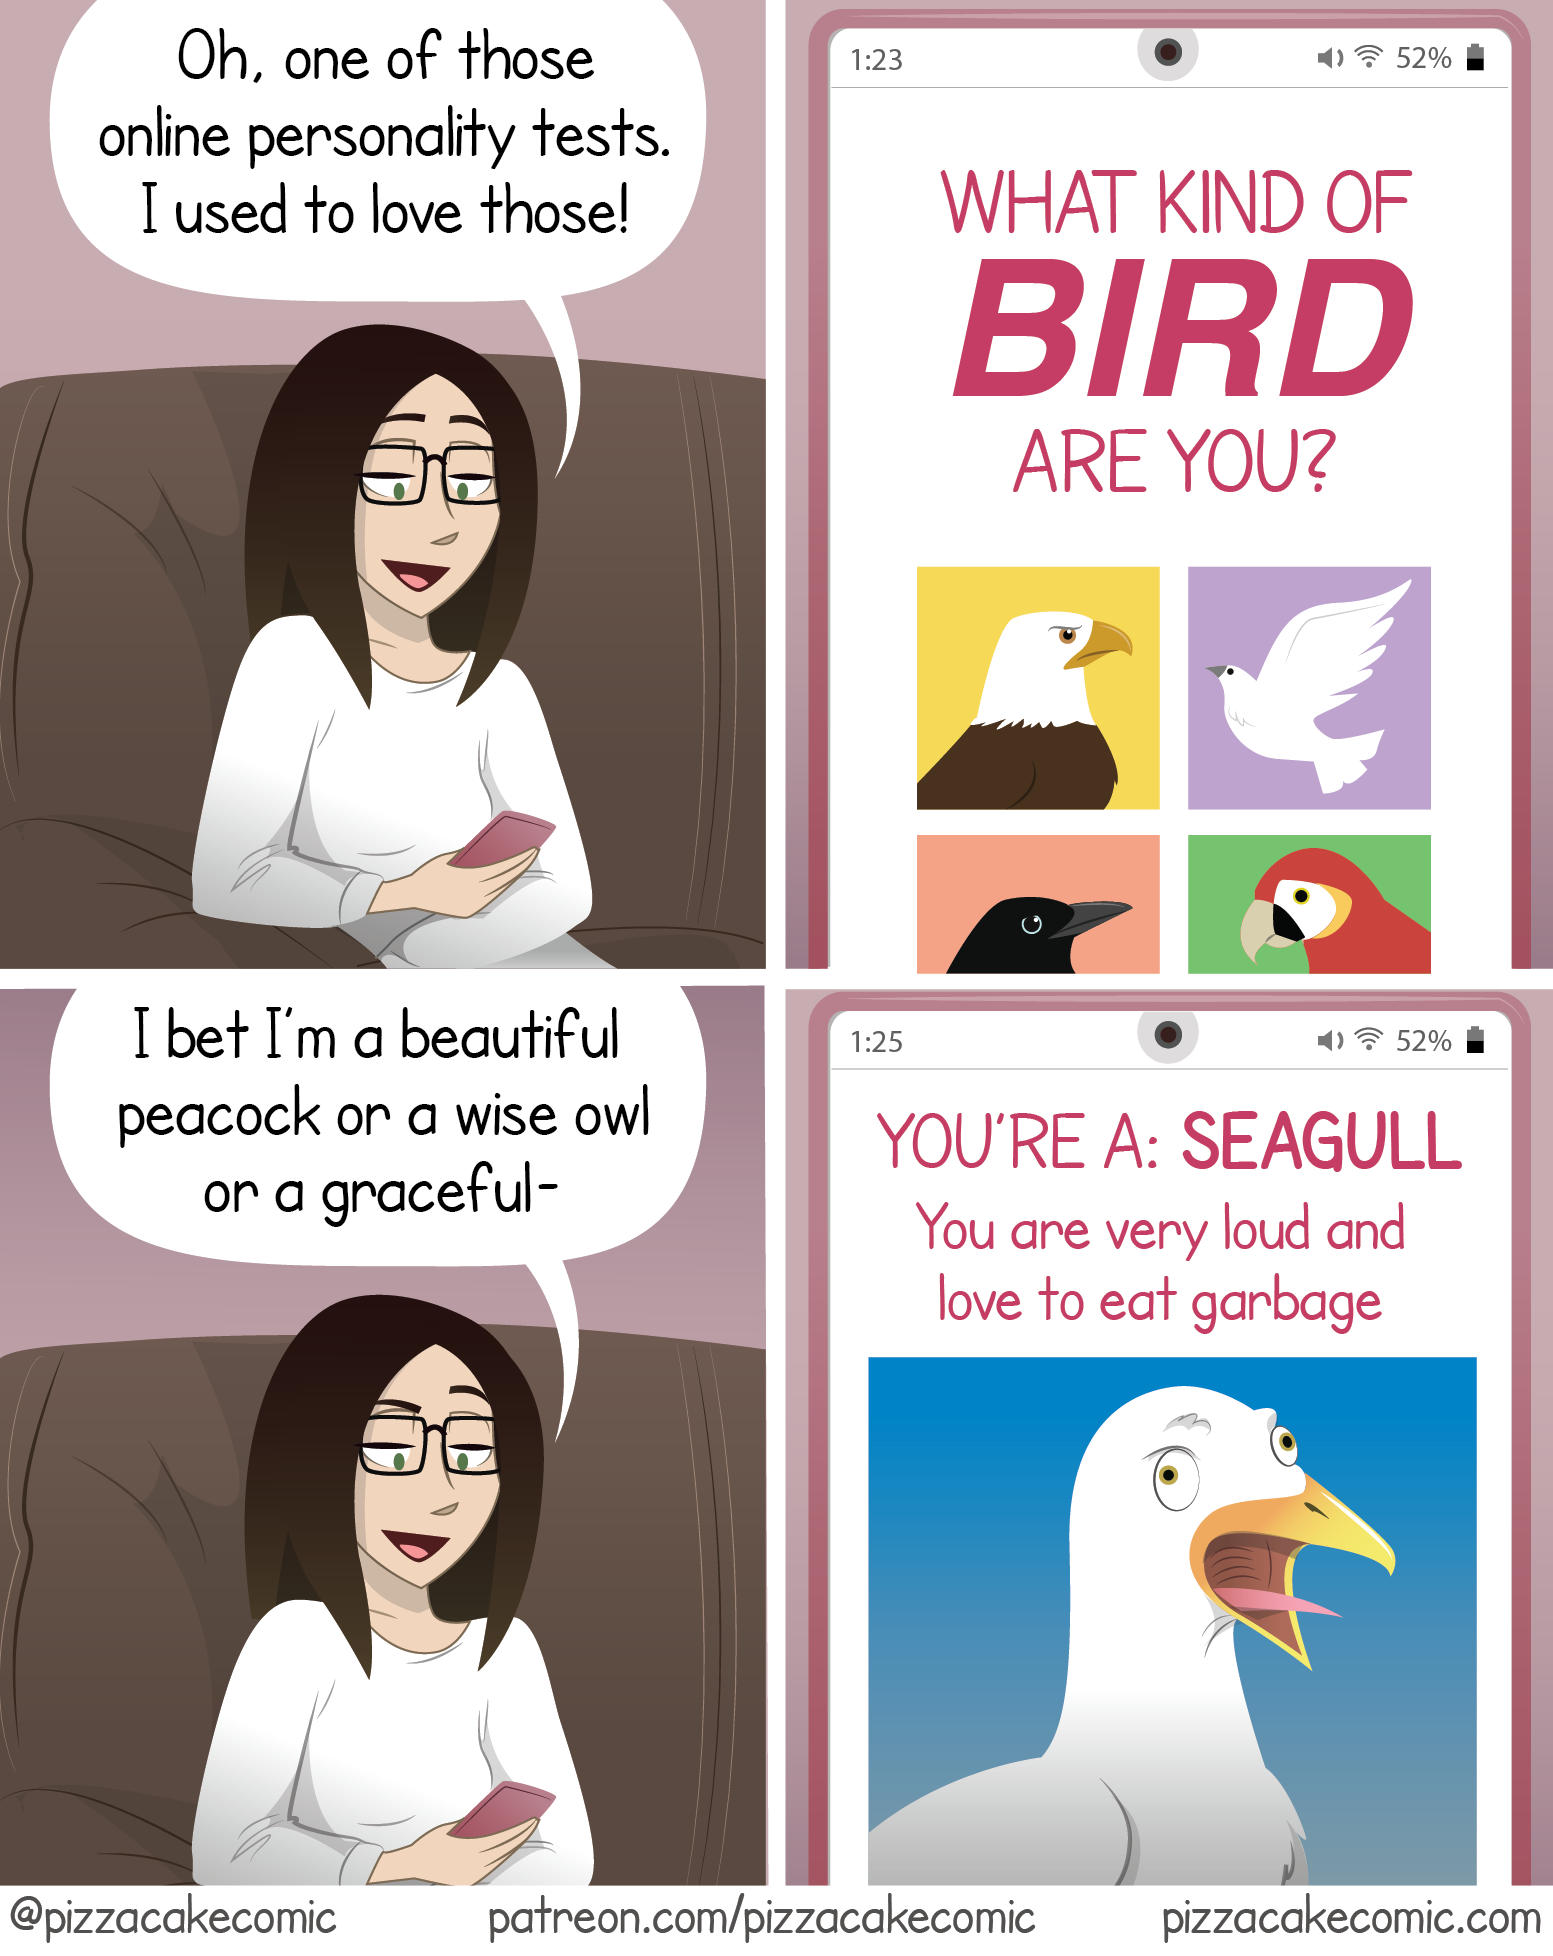 Oh, one of those
online personality tests.
I used to love those!
1:23
52%
WHAT KIND OF
BIRD
ARE YOU?
I bet I'm a beautiful
peacock or a wise owl
or a graceful-
1:25
52%
YOU'RE A: SEAGULL
You are very loud and
love to eat garbage
@pizzacakecomic
patreon.com/pizzacakecomic
pizzacakecomic.com